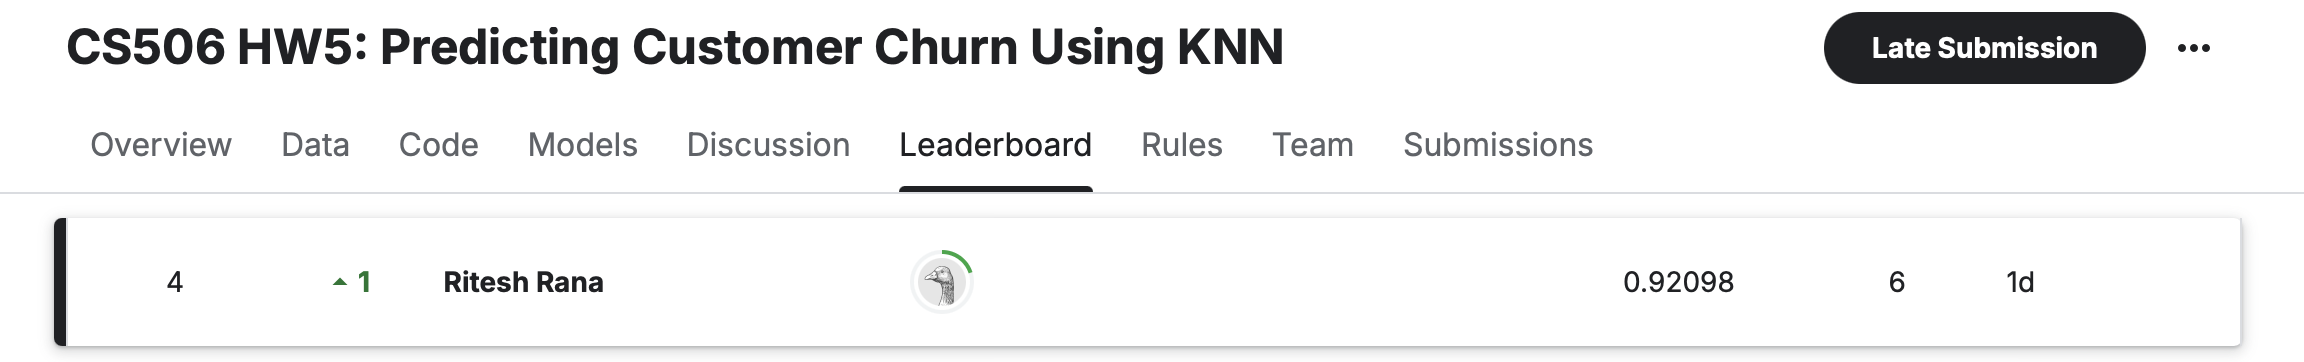 CS506 HW5: Predicting Customer Churn Using KNN Late Submission
Overview Data Code Models Discussion Leaderboard Rules Team Submissions
4 1 Ritesh Rana 0.92098 6 1d